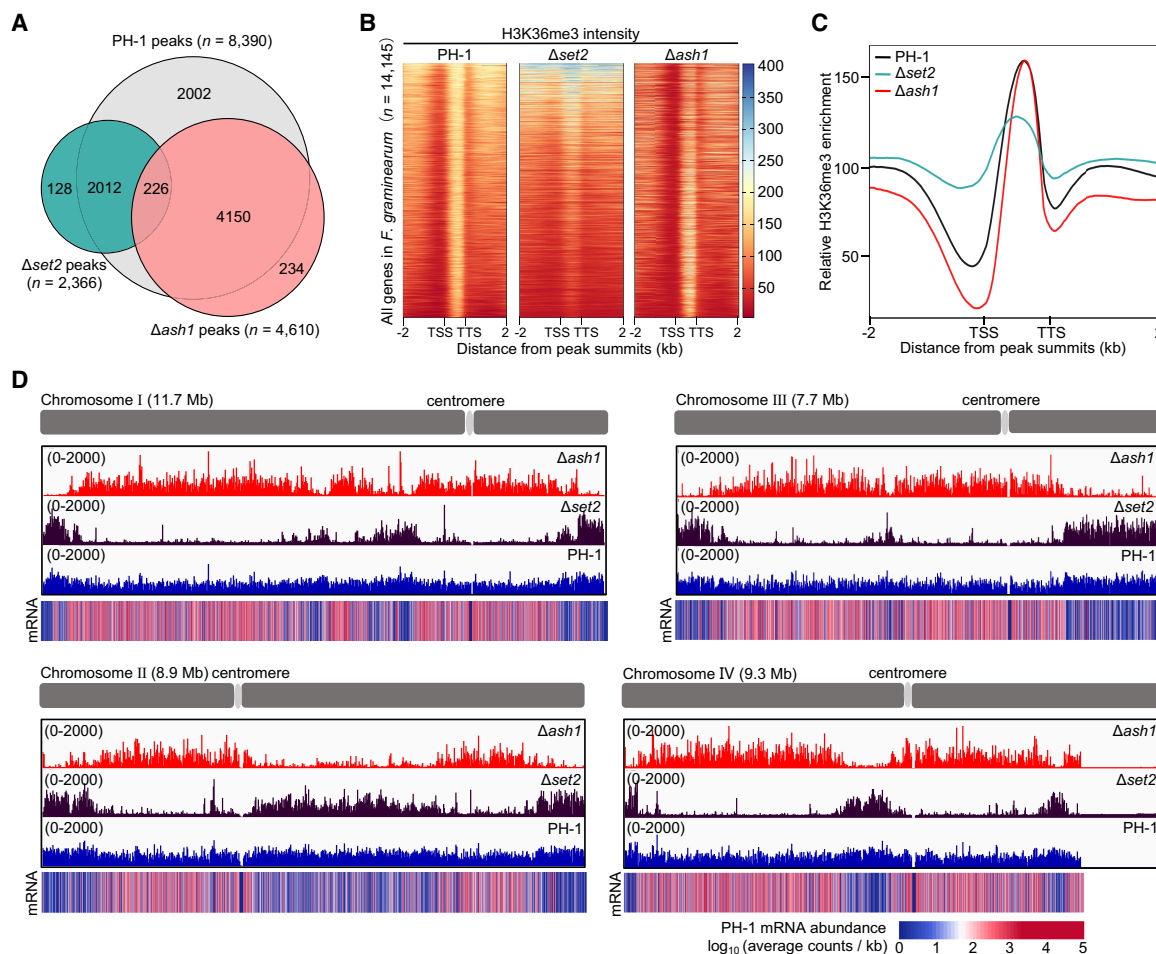 A
PH-1 peaks (n = 8,390)
2002
128
2012
226
4150
234
Δset2 peaks
(n = 2,366)
Δash1 peaks (n = 4,610)
B
H3K36me3 intensity
PH-1
Δset2
Δash1
All genes in F. graminearum (n = 14,145)
400
350
300
250
200
150
100
50
-2 TSS TTS 2
-2 TSS TTS 2
-2 TSS TTS 2
Distance from peak summits (kb)
C
PH-1
Δset2
Δash1
Relative H3K36me3 enrichment
150
100
50
-2 TSS TTS 2
Distance from peak summits (kb)
D
Chromosome I (11.7 Mb) centromere
(0-2000) Δash1
(0-2000) Δset2
(0-2000) PH-1
mRNA
Chromosome III (7.7 Mb) centromere
(0-2000) Δash1
(0-2000) Δset2
(0-2000) PH-1
mRNA
Chromosome II (8.9 Mb) centromere
(0-2000) Δash1
(0-2000) Δset2
(0-2000) PH-1
mRNA
Chromosome IV (9.3 Mb) centromere
(0-2000) Δash1
(0-2000) Δset2
(0-2000) PH-1
mRNA
PH-1 mRNA abundance
log10 (average counts / kb) 0 1 2 3 4 5